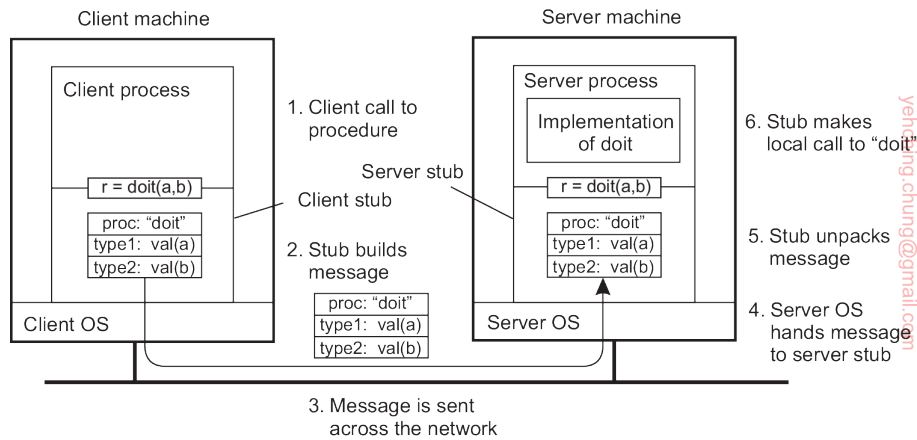 Client machine
Server machine
Client process
1. Client call to
procedure
r = doit(a,b)
Client stub
proc: “doit”
type1: val(a)
type2: val(b)
2. Stub builds
message
proc: “doit”
type1: val(a)
type2: val(b)
Client OS
3. Message is sent
across the network
Server process
Implementation
of doit
Server stub
r = doit(a,b)
proc: “doit”
type1: val(a)
type2: val(b)
Server OS
6. Stub makes
local call to “doit”
5. Stub unpacks
message
4. Server OS
hands message
to server stub
yehching.chung@gmail.com